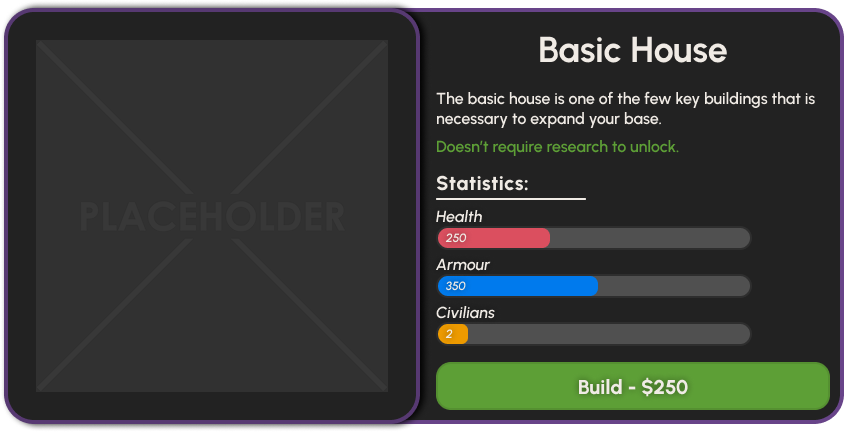 PLACEHOLDER
Basic House
The basic house is one of the few key buildings that is
necessary to expand your base.
Doesn't require research to unlock.
Statistics:
Health
250
Armour
350
Civilians
2
Build - $250